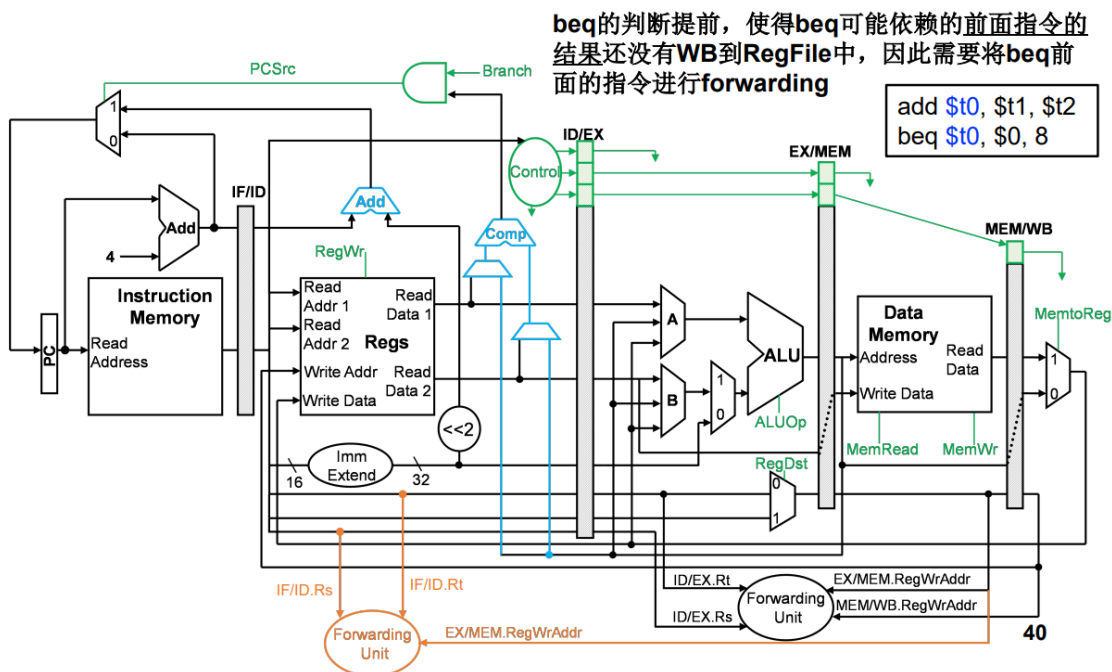 beq的判断提前，使得beq可能依赖的前面指令的
结果还没有WB到RegFile中，因此需要将beq前
面的指令进行forwarding
add $t0, $t1, $t2
beq $t0, $0, 8
PCSrc
Branch
1
0
ID/EX
EX/MEM
Control
IF/ID
Add
Add
Comp
MEM/WB
4
RegWr
Instruction
Memory
Read
Address
PC
Read
Addr 1
Read
Addr 2
Write Addr
Write Data
Regs
Read
Data 1
Read
Data 2
<<2
A
B
1
0
ALU
ALUOp
Data
Memory
Address
Write Data
Read
Data
MemRead
MemWr
MemtoReg
1
0
16
Imm
Extend
32
RegDst
0
1
IF/ID.Rs
IF/ID.Rt
ID/EX.Rt
ID/EX.Rs
Forwarding
Unit
EX/MEM.RegWrAddr
MEM/WB.RegWrAddr
Forwarding
Unit
EX/MEM.RegWrAddr
40